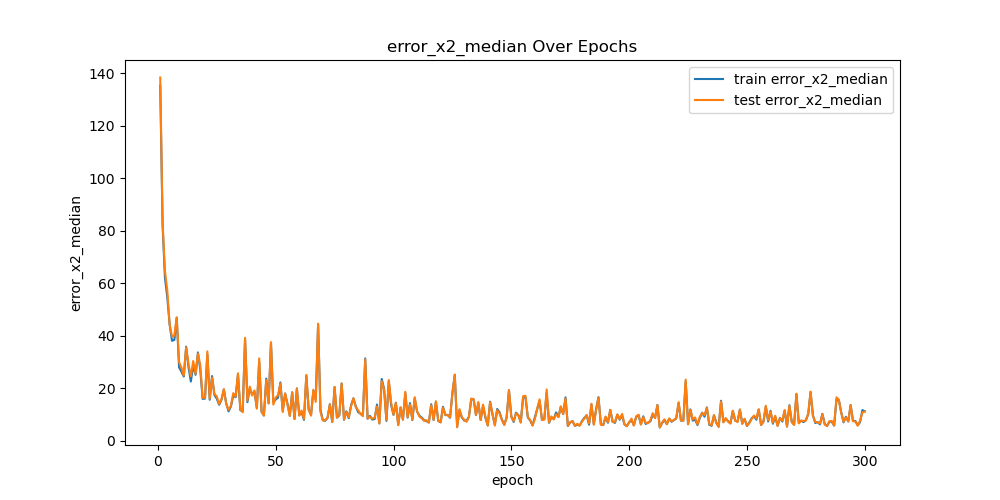 error_x2_median Over Epochs
train error_x2_median
test error_x2_median
error_x2_median
140
120
100
80
60
40
20
0
0 50 100 150 200 250 300
epoch